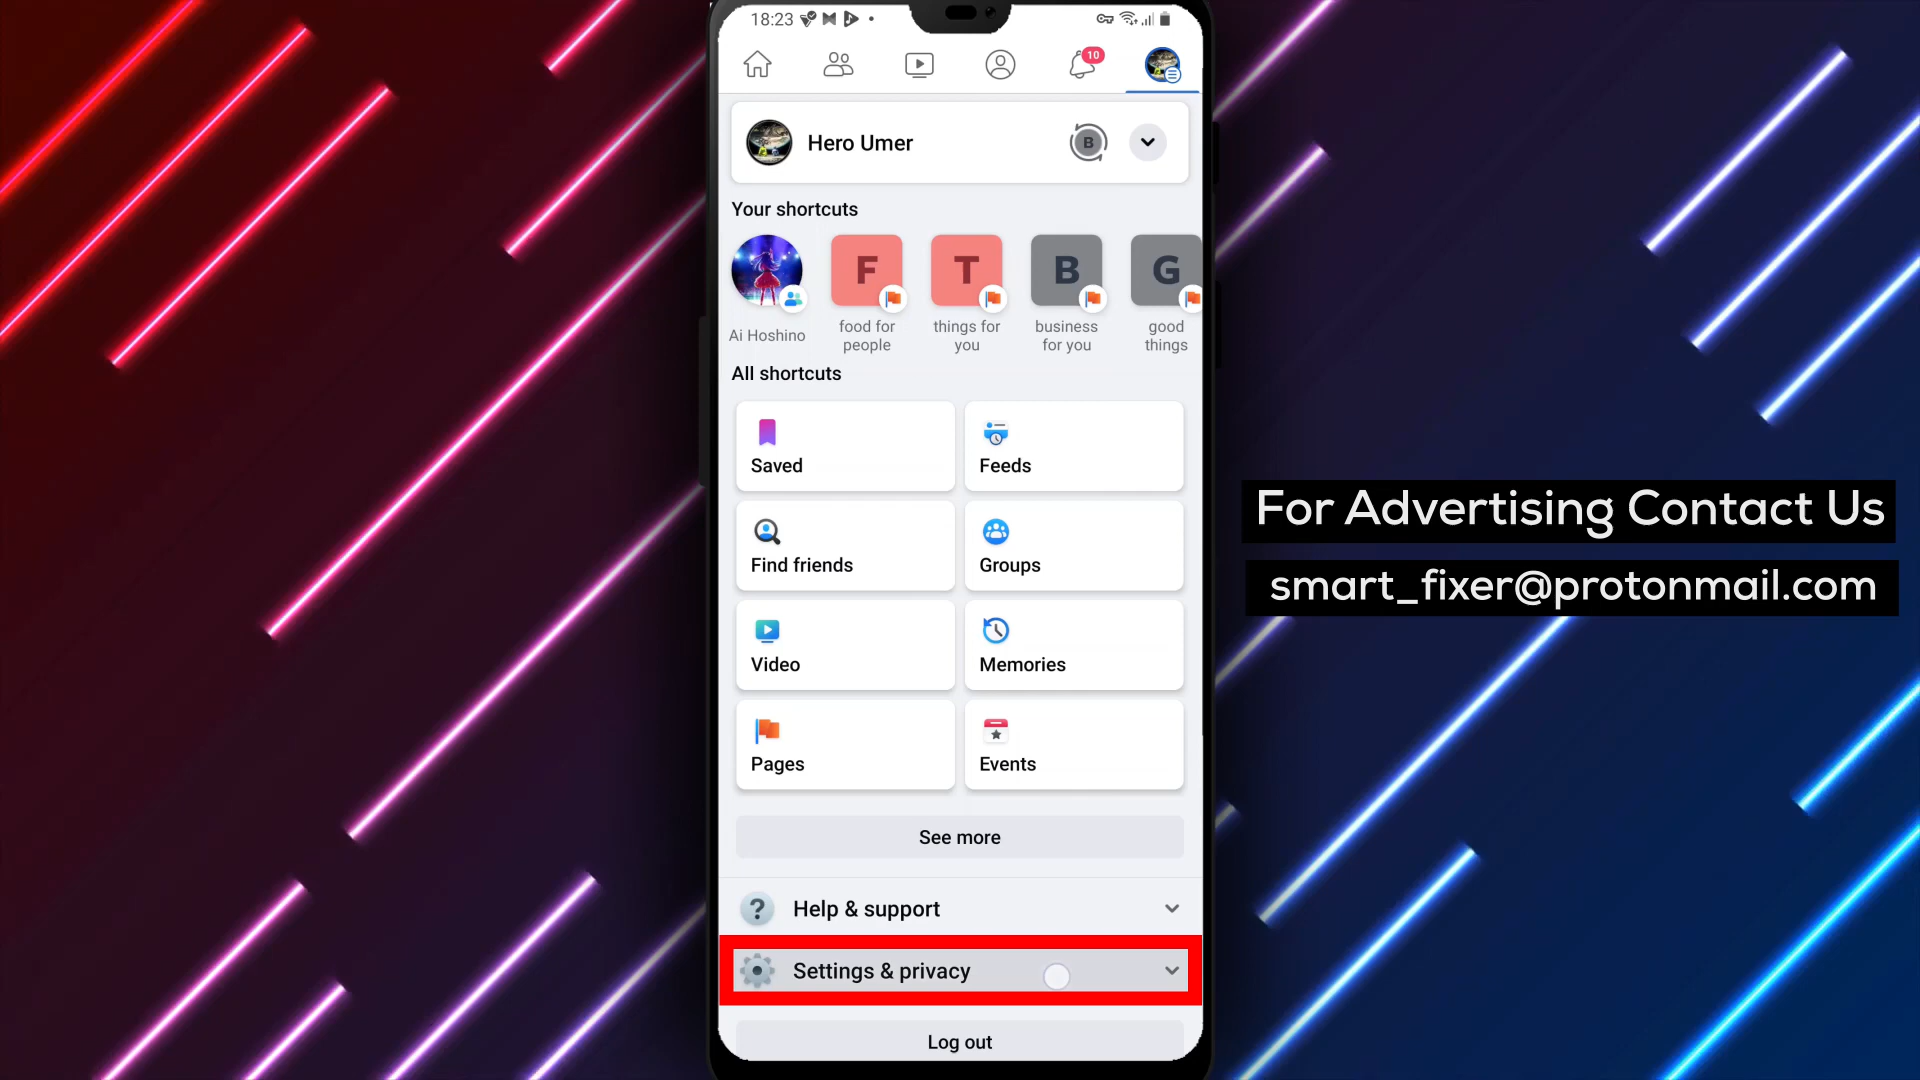 18:23
10
Hero Umer
B
Your shortcuts
F T B G
Ai Hoshino
food for people
things for you
business for you
good things
All shortcuts
Saved
Feeds
Find friends
Groups
Video
Memories
Pages
Events
See more
? Help & support
Settings & privacy
Log out
For Advertising Contact Us
smart_fixer@protonmail.com